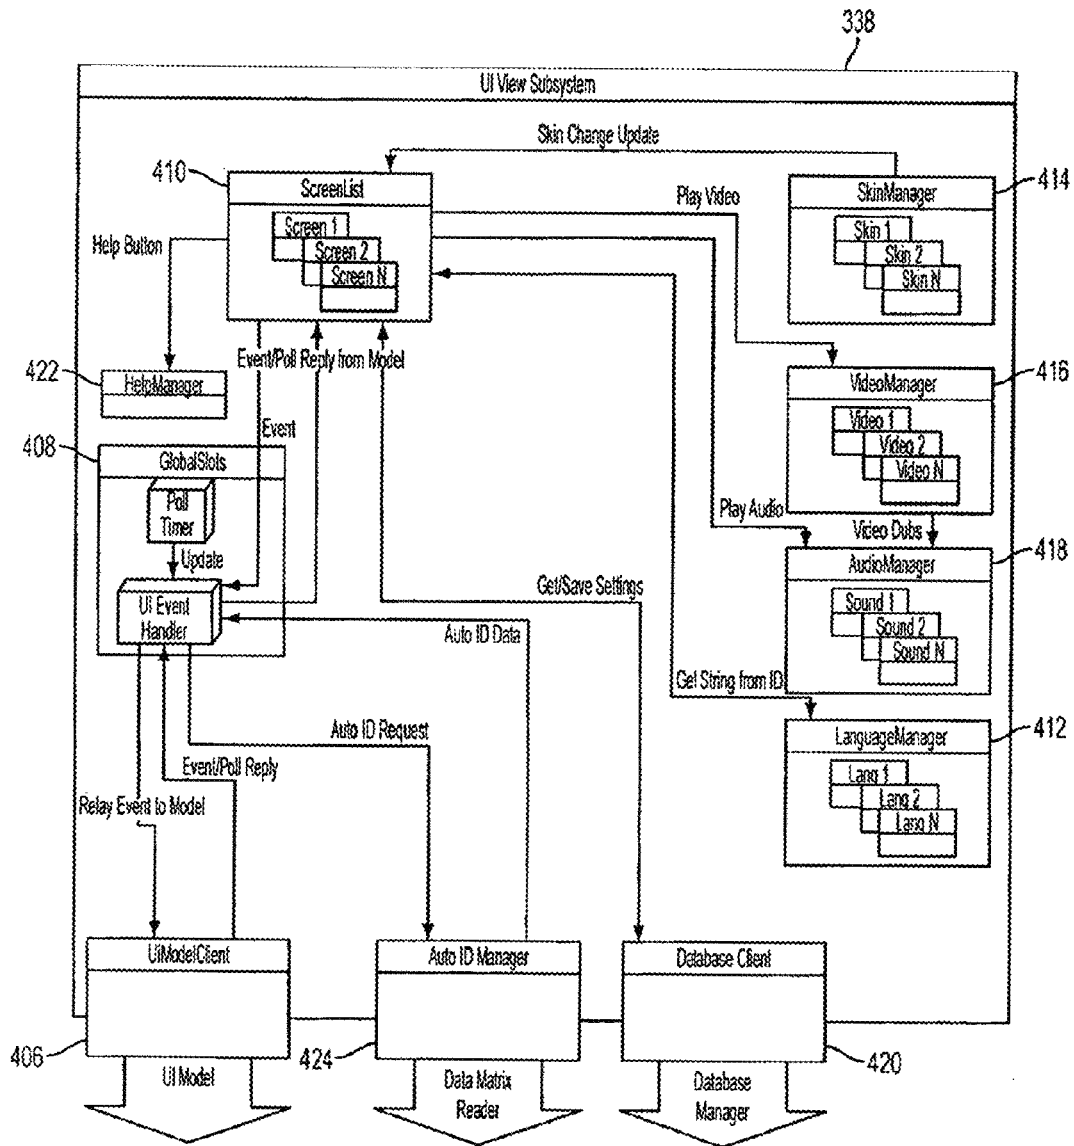 338
UI View Subsystem
Skin Change Update
410
ScreenList
Screen 1
Screen 2
Screen N
Play Video
SkinManager
414
Skin 1
Skin 2
Skin N
Help Button
Event/Poll Reply from Model
422
HelpManager
VideoManager
416
Video 1
Video 2
Video N
Event
408
GlobalSlots
Poll
Timer
Update
UI Event
Handler
Play Audio
Video Dubs
AudioManager
418
Sound 1
Sound 2
Sound N
Get/Save Settings
Auto ID Data
Get String from ID
Auto ID Request
LanguageManager
412
Lang 1
Lang 2
Lang N
Event/Poll Reply
Relay Event to Model
UiModelClient
Auto ID Manager
Database Client
406
424
420
UI Model
Data Matrix
Reader
Database
Manager